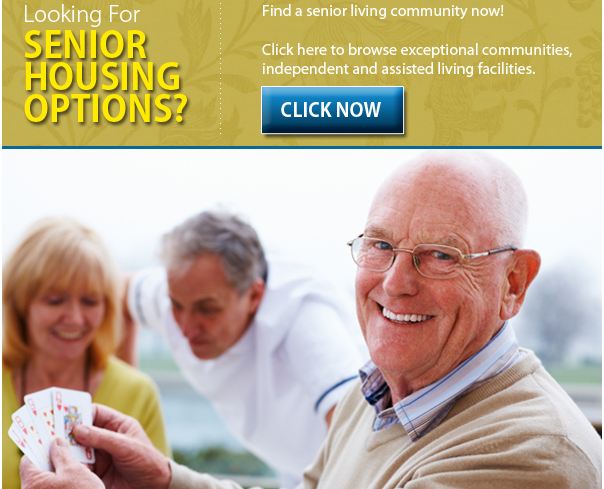 Looking For
SENIOR
HOUSING
OPTIONS?
Find a senior living community now!
Click here to browse exceptional communities,
independent and assisted living facilities.
CLICK NOW